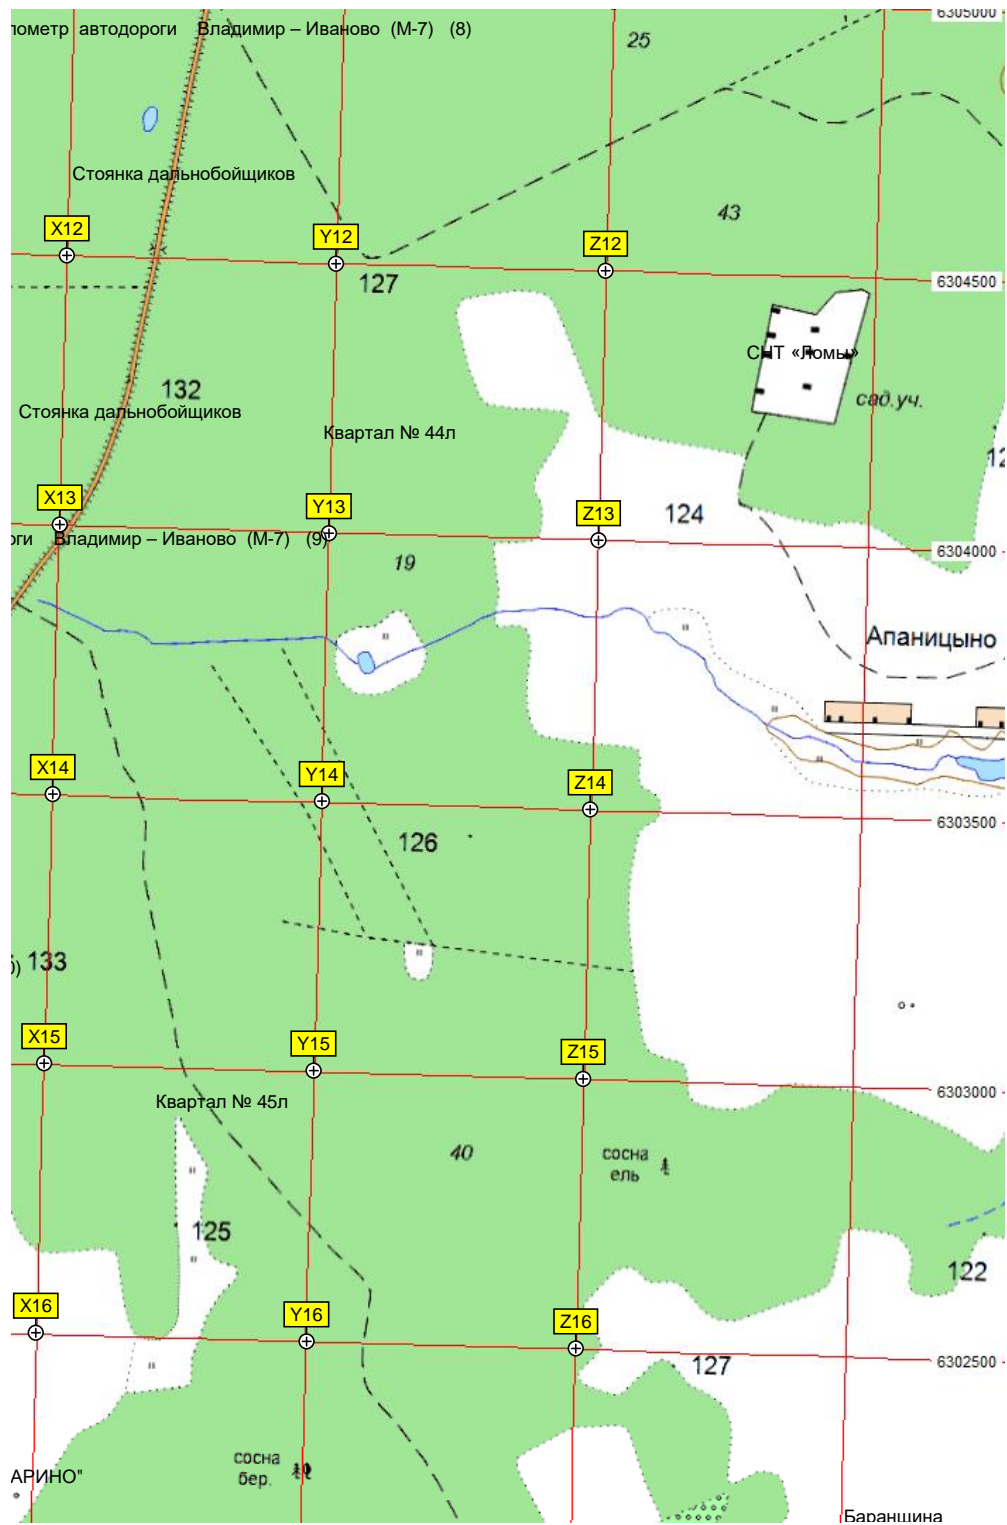 6305000
лометр автодороги Владимир – Иваново (М-7) (8)
25
Стоянка дальнобойщиков
43
X12
Y12
Z12
127
6304500
СНТ «Ломы»
132
сад.уч.
Стоянка дальнобойщиков
Квартал № 44л
12
X13
Y13
Z13
124
оги Владимир – Иваново (М-7) (9)
6304000
19
Апаницыно
X14
Y14
Z14
6303500
126
0) 133
X15
Y15
Z15
6303000
Квартал № 45л
40
сосна
ель
125
122
X16
Y16
Z16
127
6302500
сосна
бер.
АРИНО"
Баранщина